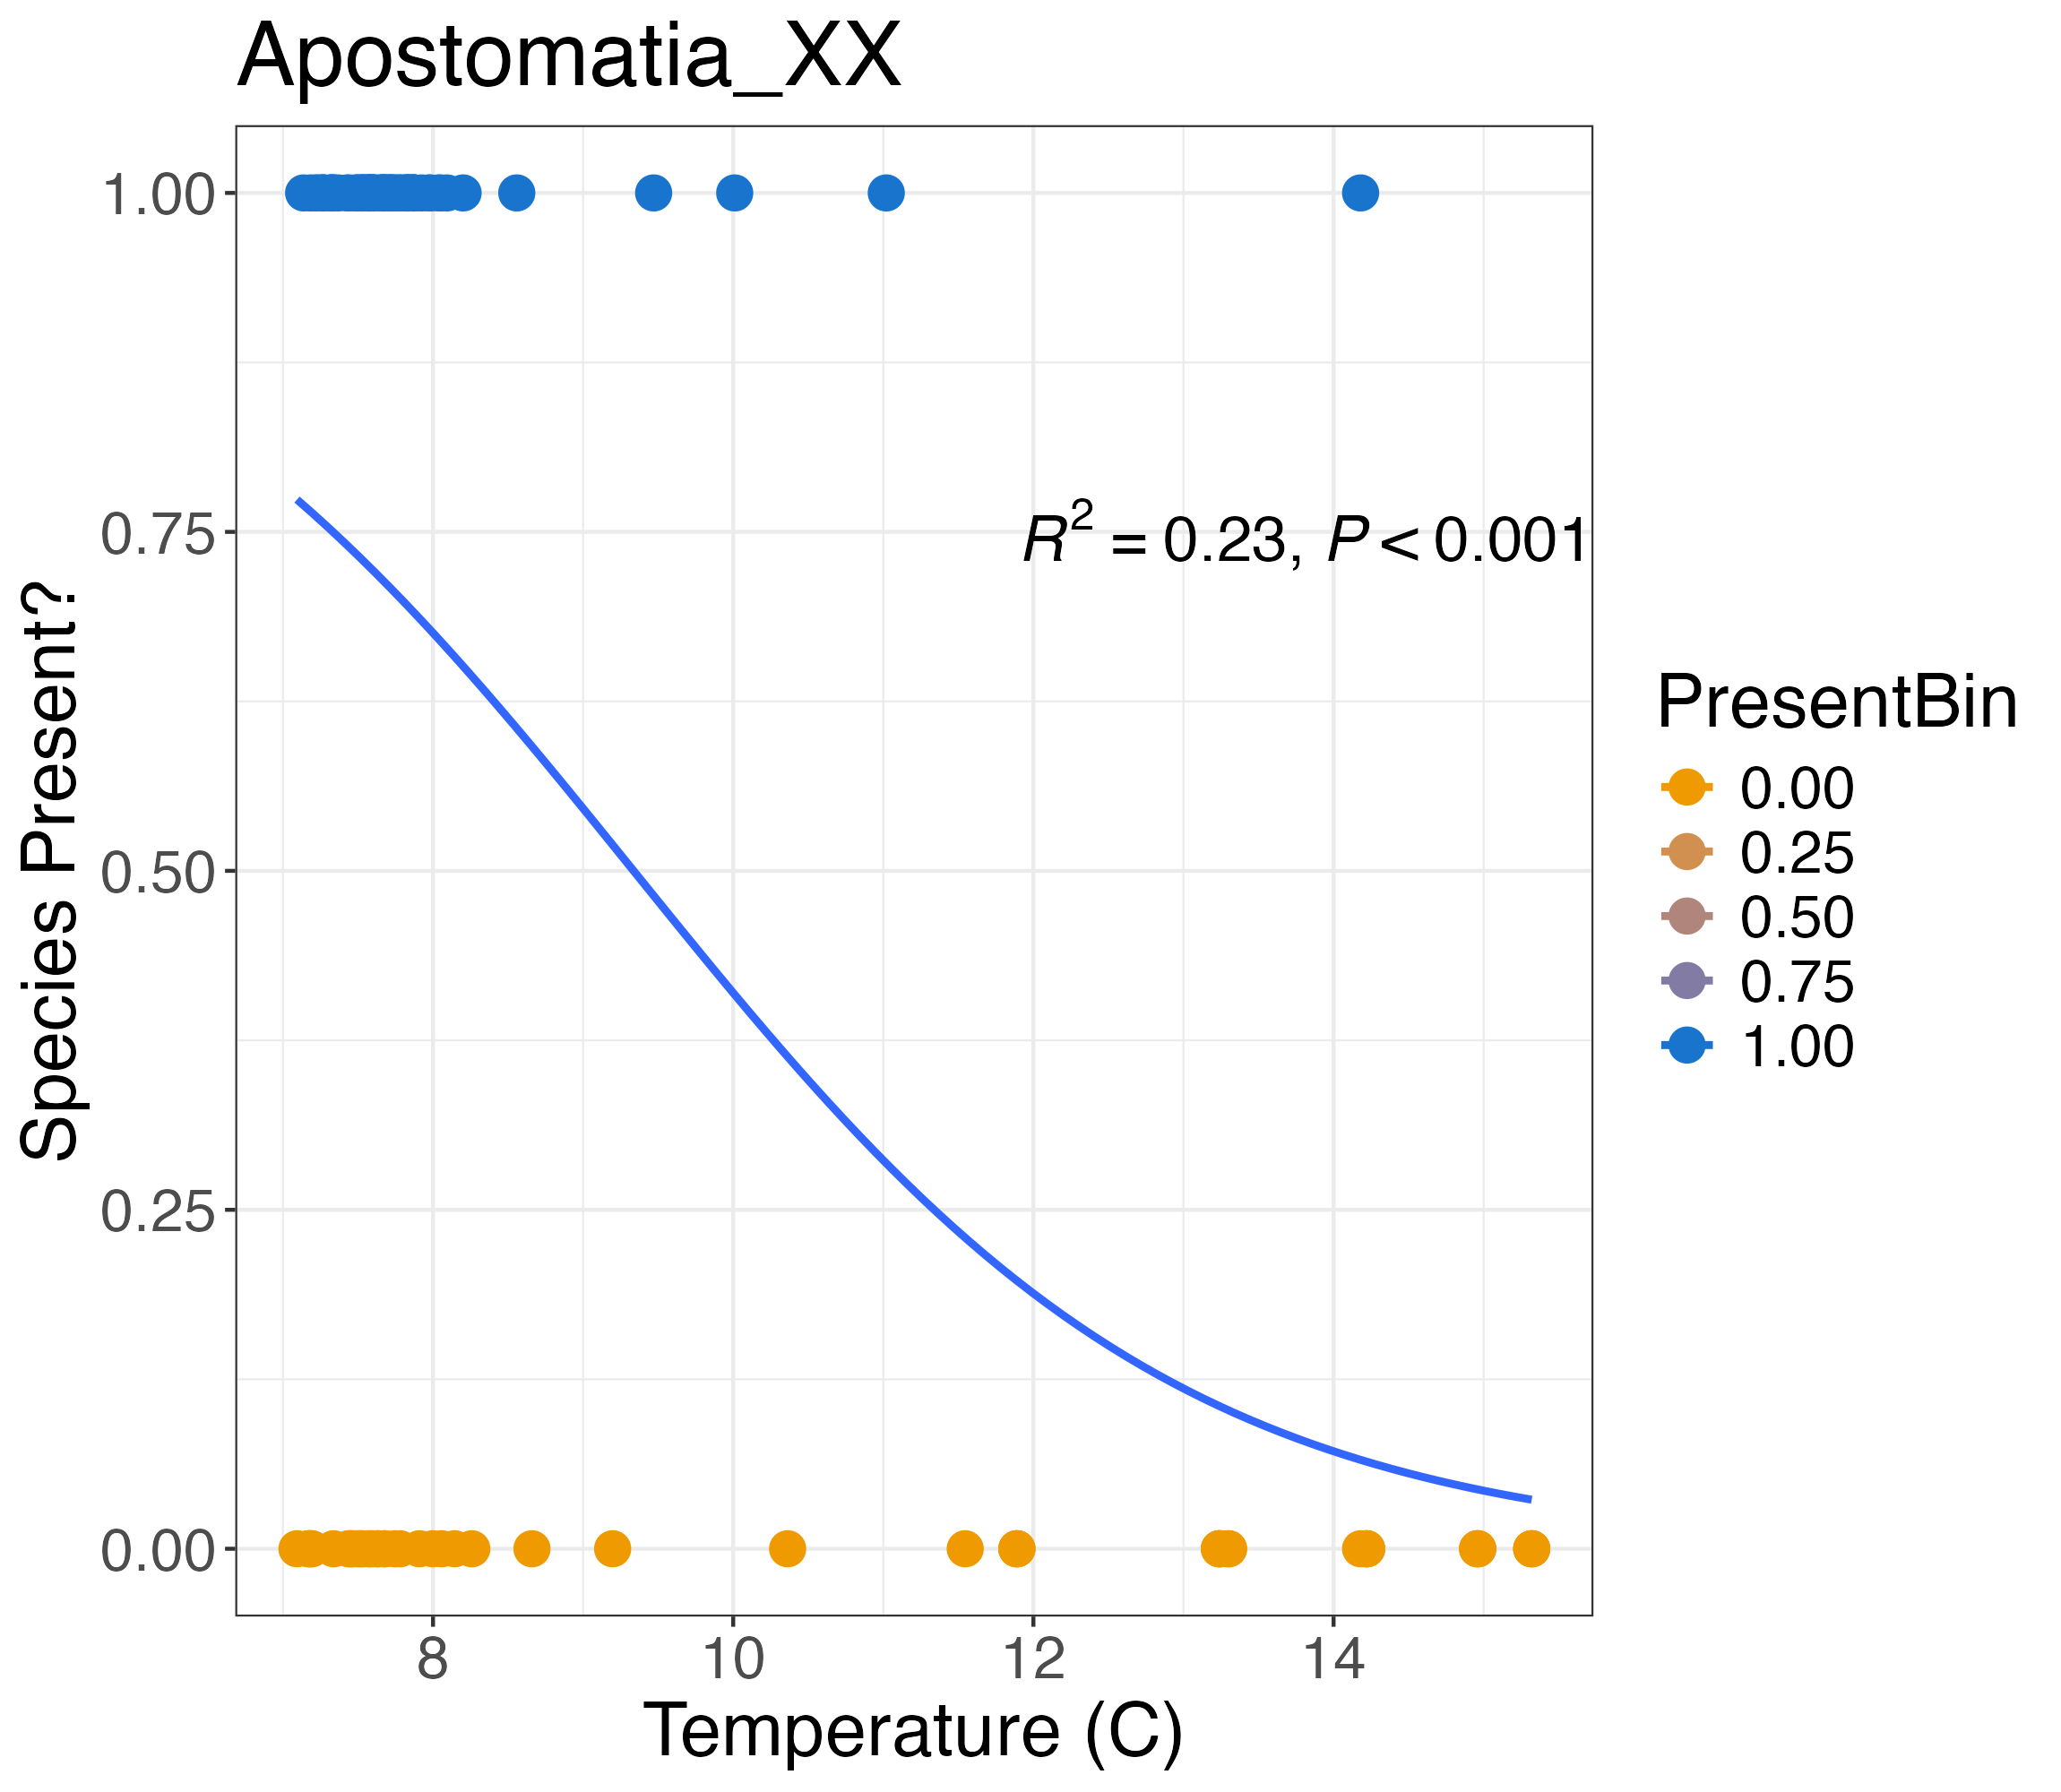 Apostomatia_XX
1.00
0.75
0.50
0.25
0.00
Species Present?
R² = 0.23, P < 0.001
8 10 12 14
Temperature (C)
PresentBin
0.00
0.25
0.50
0.75
1.00